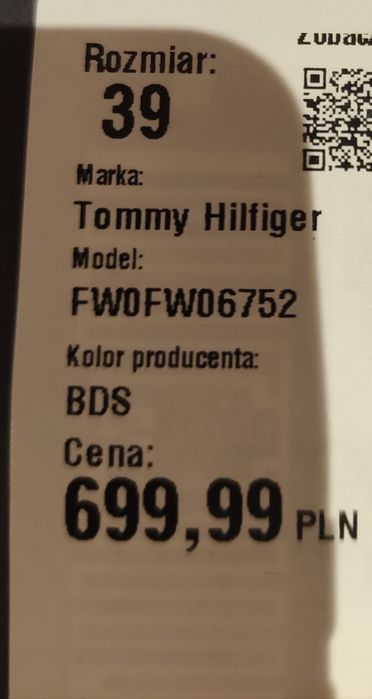 Rozmiar:
39
Marka:
Tommy Hilfiger
Model:
FW0FW06752
Kolor producenta:
BDS
Cena:
699,99 PLN